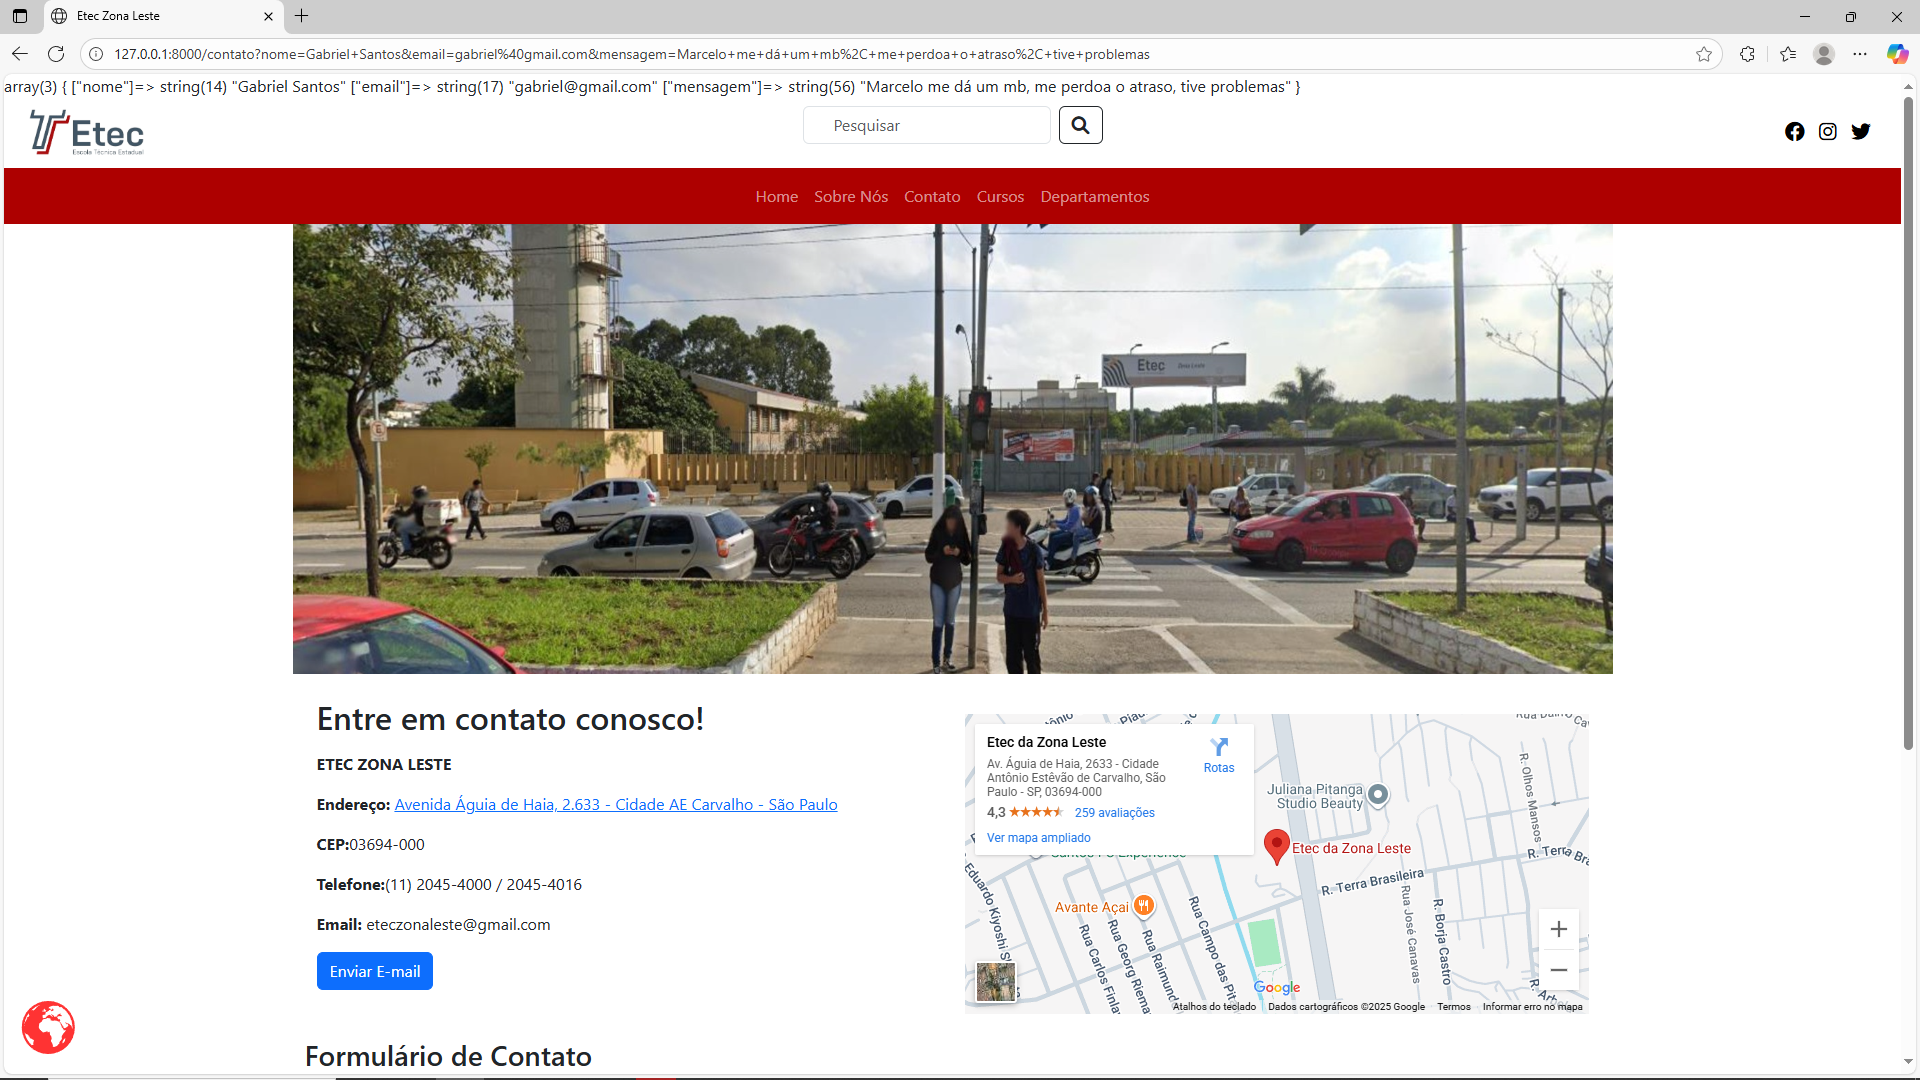 Etec Zona Leste
127.0.0.1:8000/contato?nome=Gabriel+Santos&email=gabriel%40gmail.com&mensagem=Marcelo+me+dá+um+mb%2C+me+perdoa+o+atraso%2C+tive+problemas
array(3) { ["nome"]=> string(14) "Gabriel Santos" ["email"]=> string(17) "gabriel@gmail.com" ["mensagem"]=> string(56) "Marcelo me dá um mb, me perdoa o atraso, tive problemas" }
Etec
Escola Técnica Estadual
Pesquisar
Home Sobre Nós Contato Cursos Departamentos
Etec Zona Leste
Entre em contato conosco!
ETEC ZONA LESTE
Endereço: Avenida Águia de Haia, 2.633 - Cidade AE Carvalho - São Paulo
CEP:03694-000
Telefone:(11) 2045-4000 / 2045-4016
Email: eteczonaleste@gmail.com
Enviar E-mail
Etec da Zona Leste
Av. Águia de Haia, 2633 - Cidade
Antônio Estêvão de Carvalho, São
Paulo - SP, 03694-000
4,3 259 avaliações
Ver mapa ampliado
Rotas
Juliana Pitanga
Studio Beauty
Etec da Zona Leste
R. Olhos Mansos
R. Terra Bra
R. Terra Brasileira
Avante Açaí
Eduardo Kiyoshi S
Rua Carlos Finla
Rua Georg Riema
Rua Raimund
Rua Campo das Pit
Rua José Canavas
R. Borja Castro
Google
Atalhos do teclado Dados cartográficos ©2025 Google Termos Informar erro no mapa
Formulário de Contato